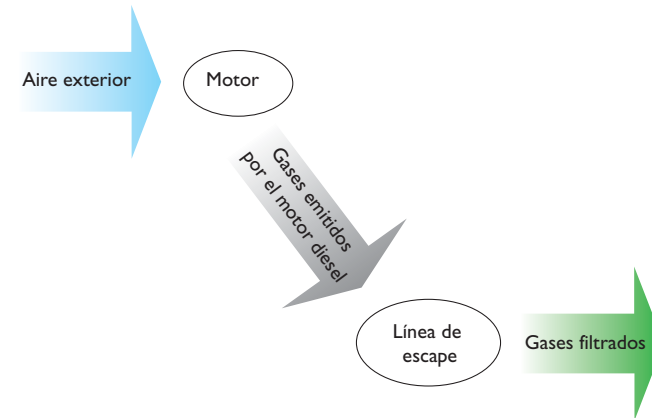 Aire exterior
Motor
Gases emitidos
por el motor diesel
Línea de
escape
Gases filtrados